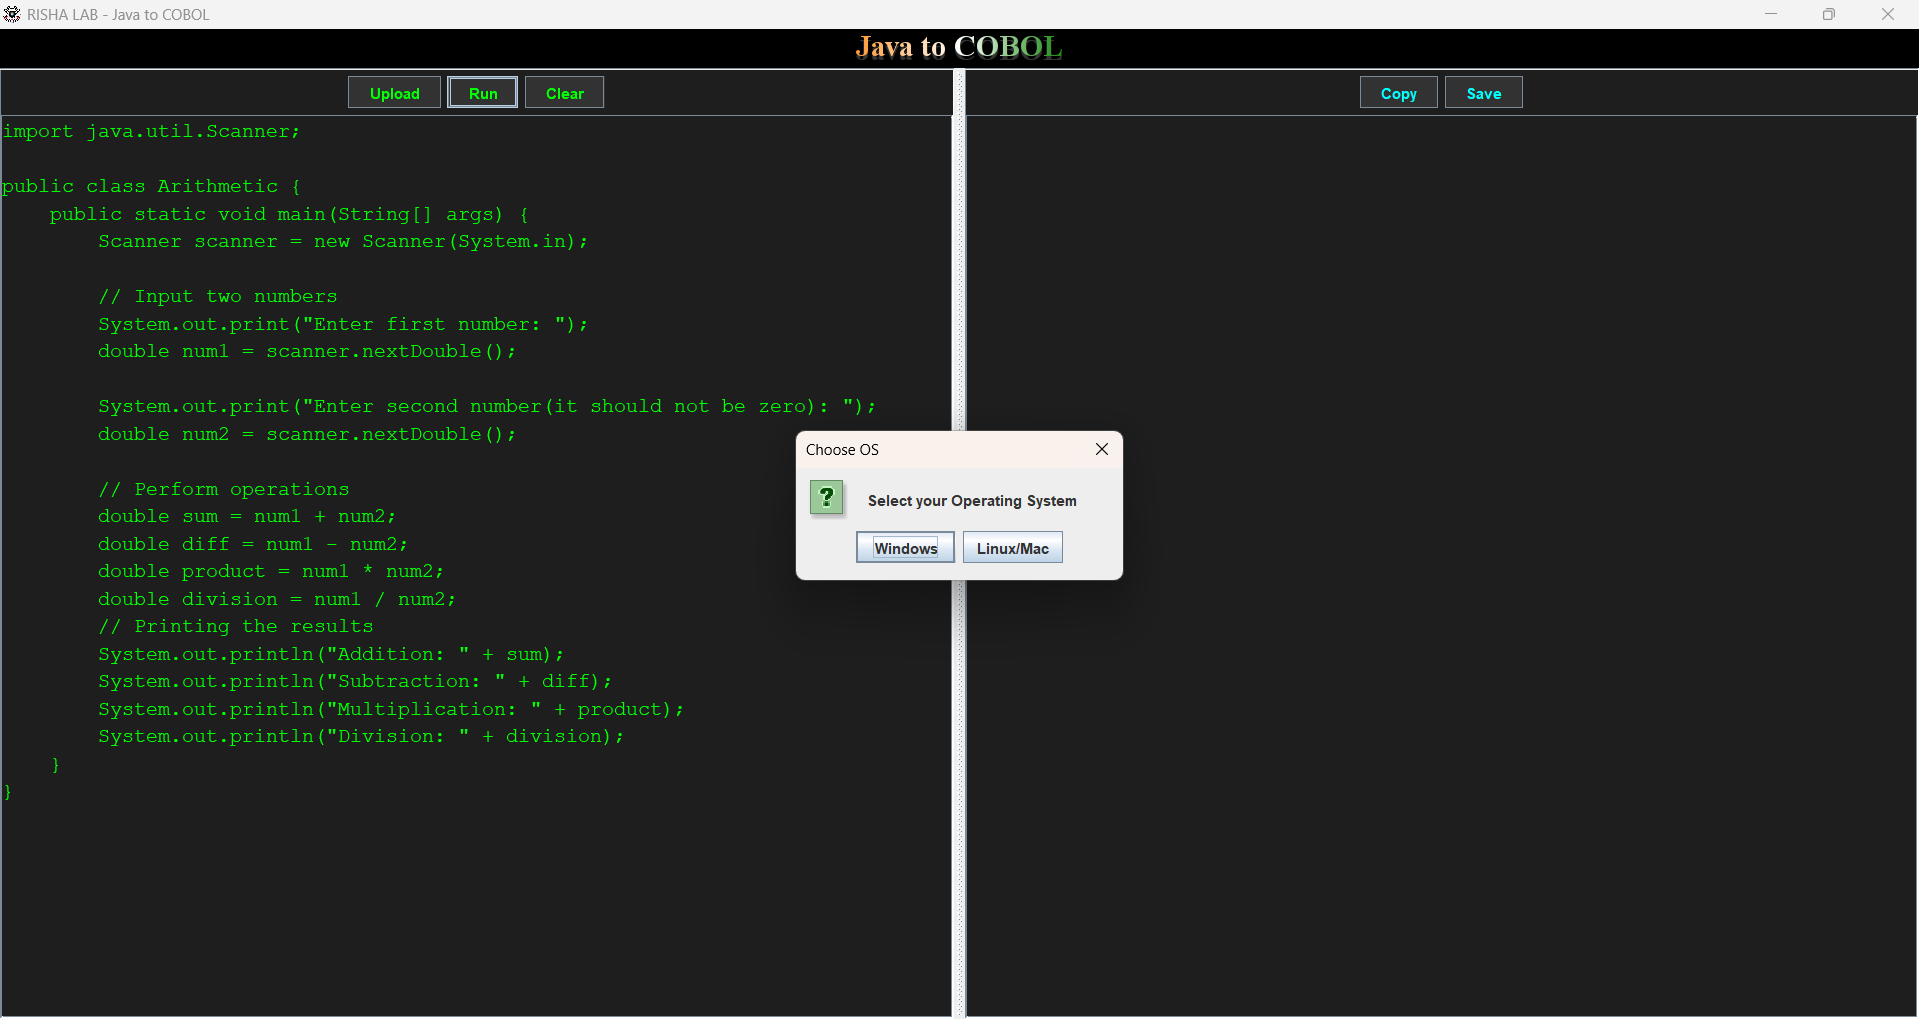 RISHA LAB - Java to COBOL
Java to COBOL
Upload Run Clear Copy Save
import java.util.Scanner;
public class Arithmetic {
    public static void main(String[] args) {
        Scanner scanner = new Scanner(System.in);
        // Input two numbers
        System.out.print("Enter first number: ");
        double num1 = scanner.nextDouble();
        System.out.print("Enter second number(it should not be zero): ");
        double num2 = scanner.nextDouble();
        // Perform operations
        double sum = num1 + num2;
        double diff = num1 - num2;
        double product = num1 * num2;
        double division = num1 / num2;
        // Printing the results
        System.out.println("Addition: " + sum);
        System.out.println("Subtraction: " + diff);
        System.out.println("Multiplication: " + product);
        System.out.println("Division: " + division);
    }
}
Choose OS
?
Select your Operating System
Windows Linux/Mac